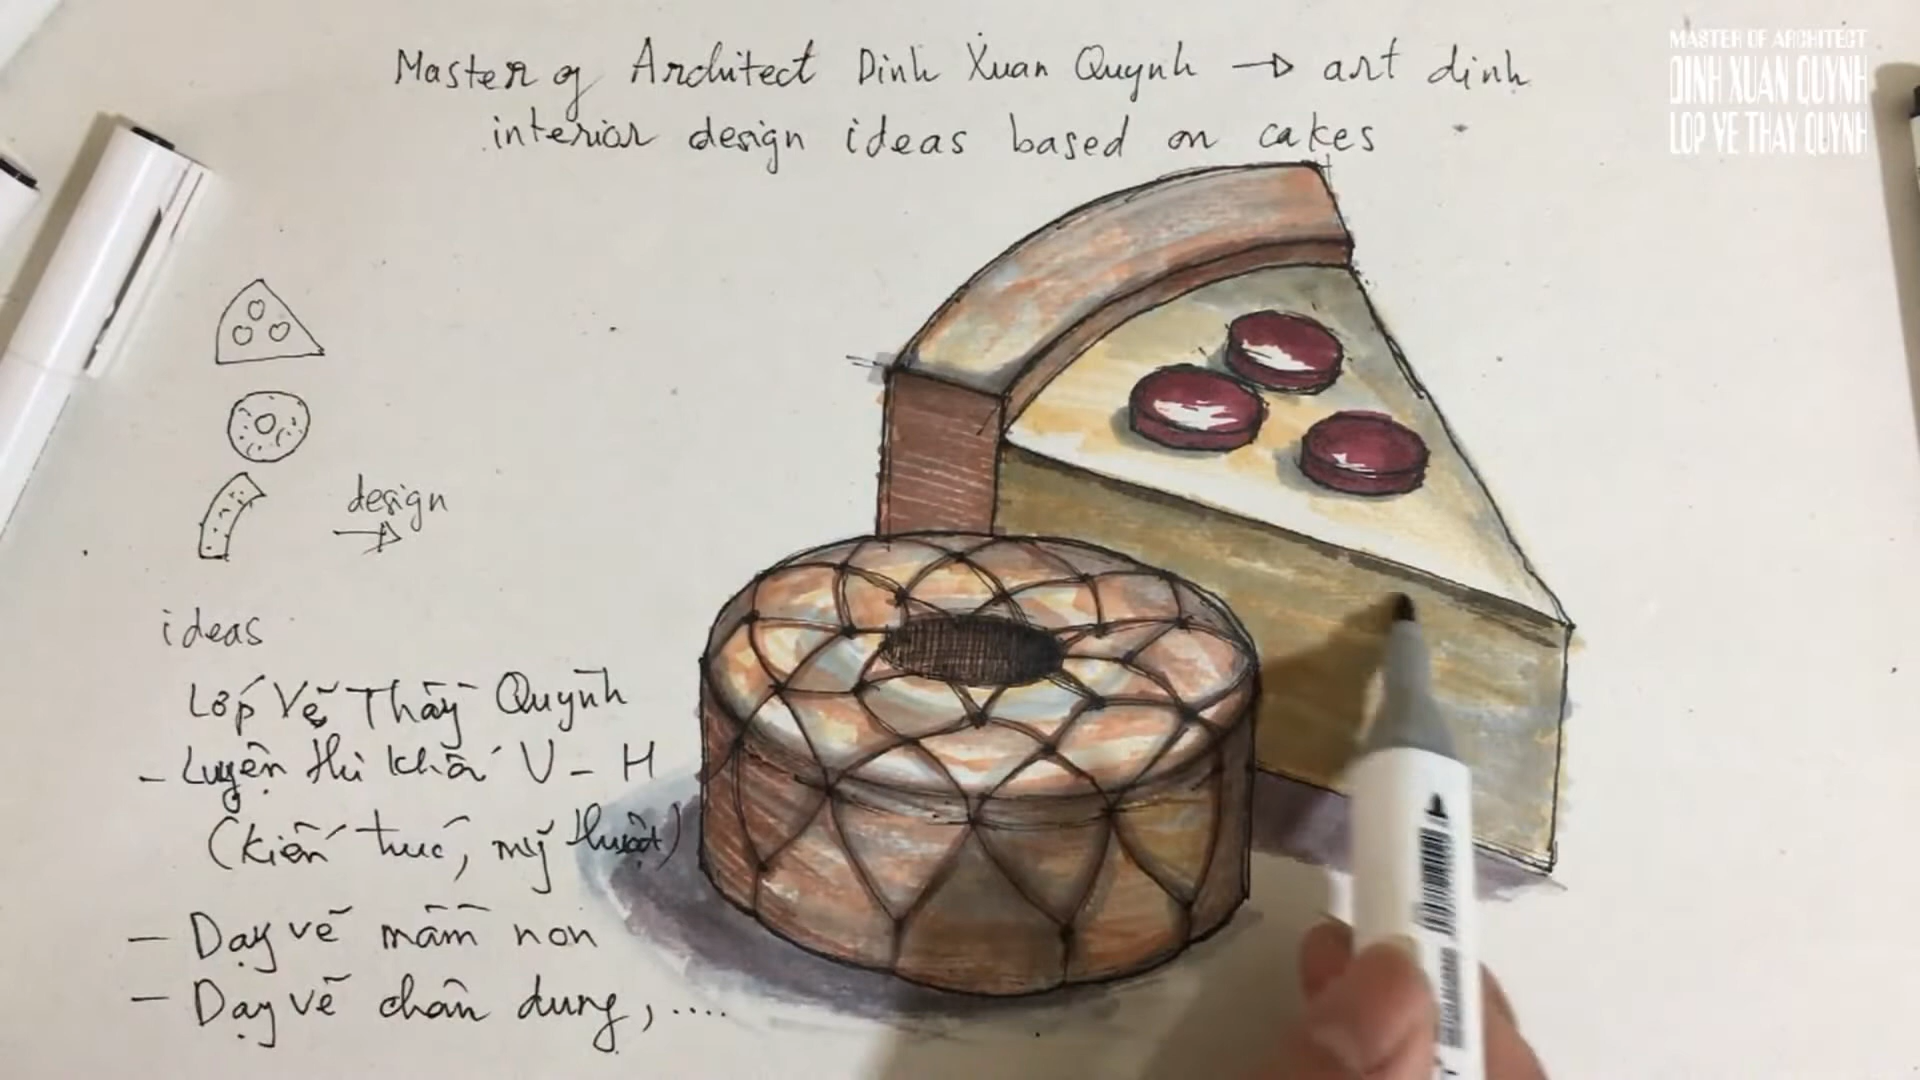 Master of Architect Dinh Xuan Quynh → art dinh
interior design ideas based on cakes
MASTER OF ARCHITECT
DINH XUAN QUYNH
LOP VE THAY QUYNH
design
ideas
Lớp Vẽ Thầy Quỳnh
- Luyện thi khối V - H
(kiến trúc, mỹ thuật)
- Dạy vẽ mầm non
- Dạy vẽ chân dung, ....